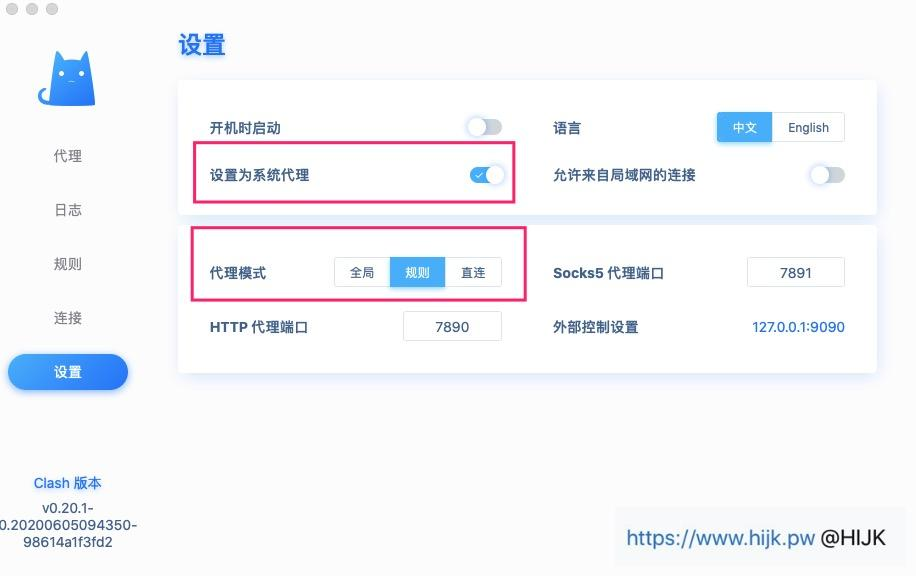 设置
开机时启动
语言 中文 English
设置为系统代理
允许来自局域网的连接
代理模式 全局 规则 直连
Socks5 代理端口 7891
HTTP 代理端口 7890
外部控制设置 127.0.0.1:9090
代理
日志
规则
连接
设置
Clash 版本
v0.20.1-
0.20200605094350-
98614a1f3fd2
https://www.hijk.pw @HIJK